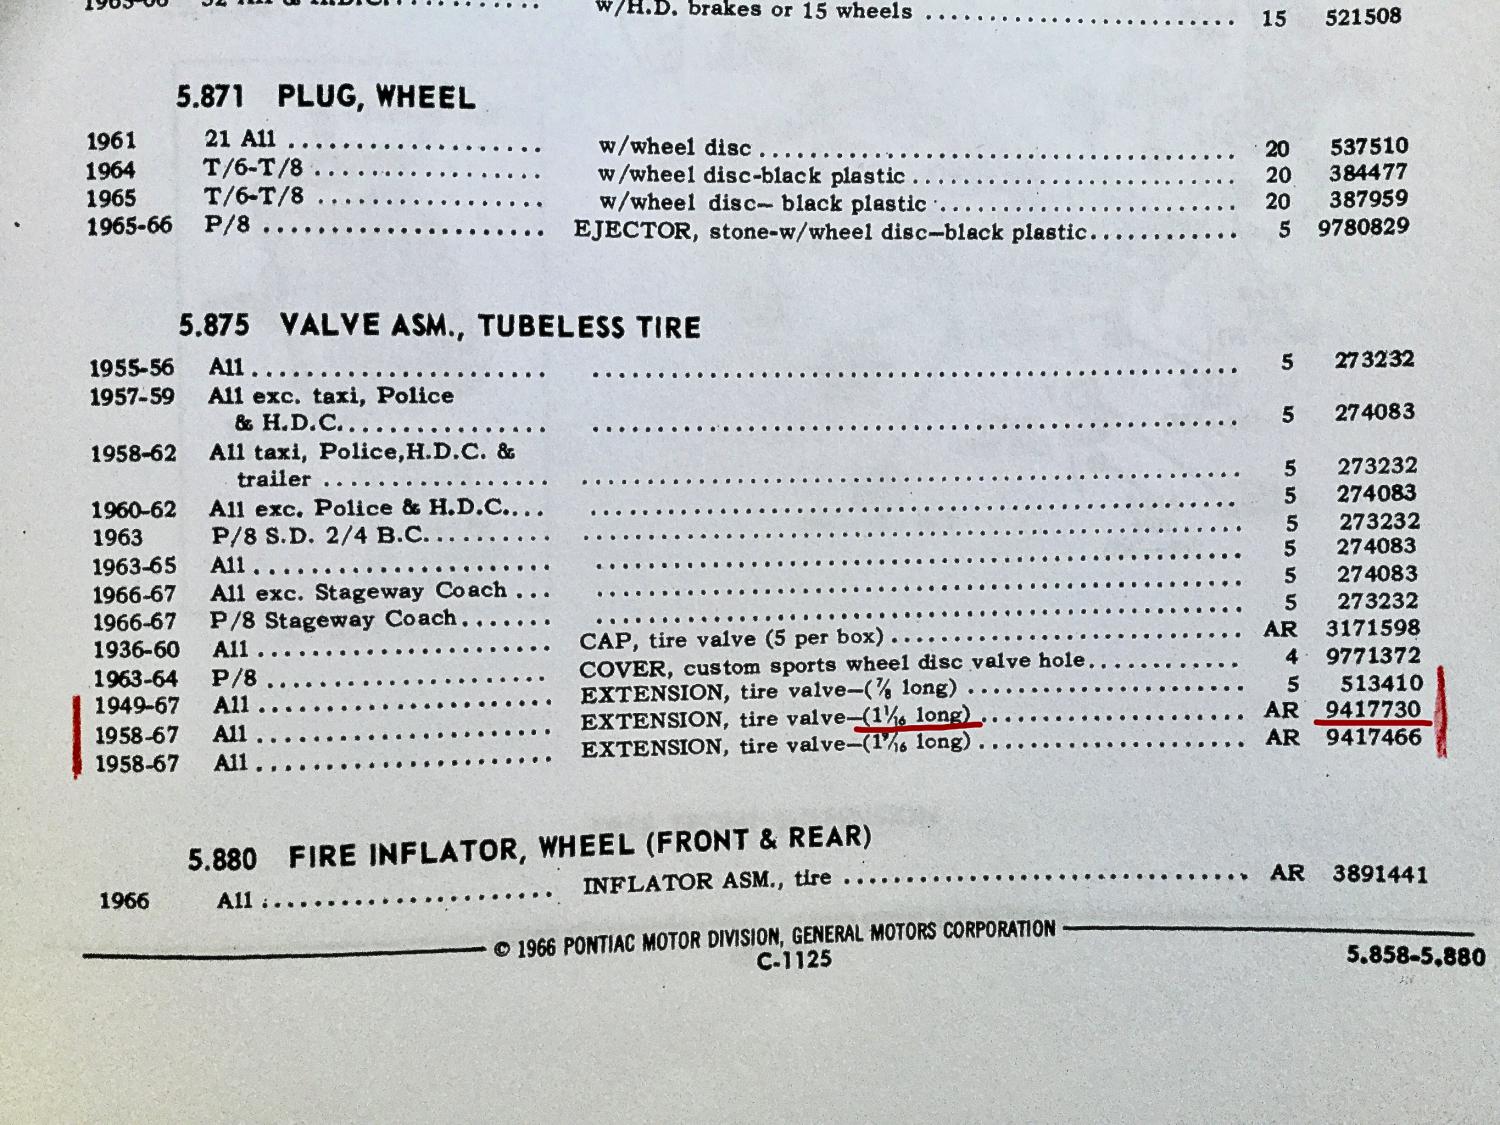 w/H.D. brakes or 15 wheels ........................ 15 521508
5.871 PLUG, WHEEL
1961 21 All .................... w/wheel disc .................................... 20 537510
1964 T/6-T/8 .................. w/wheel disc-black plastic ........................ 20 384477
1965 T/6-T/8 .................. w/wheel disc— black plastic ...................... 20 387959
1965-66 P/8 ...................... EJECTOR, stone-w/wheel disc—black plastic............ 5 9780829
5.875 VALVE ASM., TUBELESS TIRE
1955-56 All ....................... .................................................. 5 273232
1957-59 All exc. taxi, Police
& H.D.C................ .................................................. 5 274083
1958-62 All taxi, Police,H.D.C. &
trailer ................. .................................................. 5 273232
1960-62 All exc. Police & H.D.C.... .................................................. 5 274083
1963 P/8 S.D. 2/4 B.C.......... .................................................. 5 273232
1963-65 All ....................... .................................................. 5 274083
1966-67 All exc. Stageway Coach ... .................................................. 5 274083
1966-67 P/8 Stageway Coach....... .................................................. 5 273232
1936-60 All ....................... CAP, tire valve (5 per box) ........................... AR 3171598
1963-64 P/8 ...................... COVER, custom sports wheel disc valve hole............ 4 9771372
1949-67 All ....................... EXTENSION, tire valve—(⅞ long) ...................... 5 513410
1958-67 All ....................... EXTENSION, tire valve—(1 1/16 long) .................... AR 9417730
1958-67 All ....................... EXTENSION, tire valve—(1 /16 long) .................... AR 9417466
5.880 FIRE INFLATOR, WHEEL (FRONT & REAR)
1966 All ...................... INFLATOR ASM., tire ............................... AR 3891441
© 1966 PONTIAC MOTOR DIVISION, GENERAL MOTORS CORPORATION
C-1125
5.858-5.880